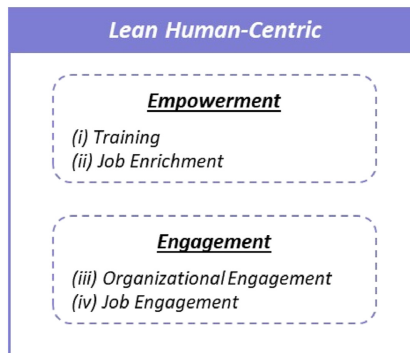 Lean Human-Centric
Empowerment
(i) Training
(ii) Job Enrichment
Engagement
(iii) Organizational Engagement
(iv) Job Engagement